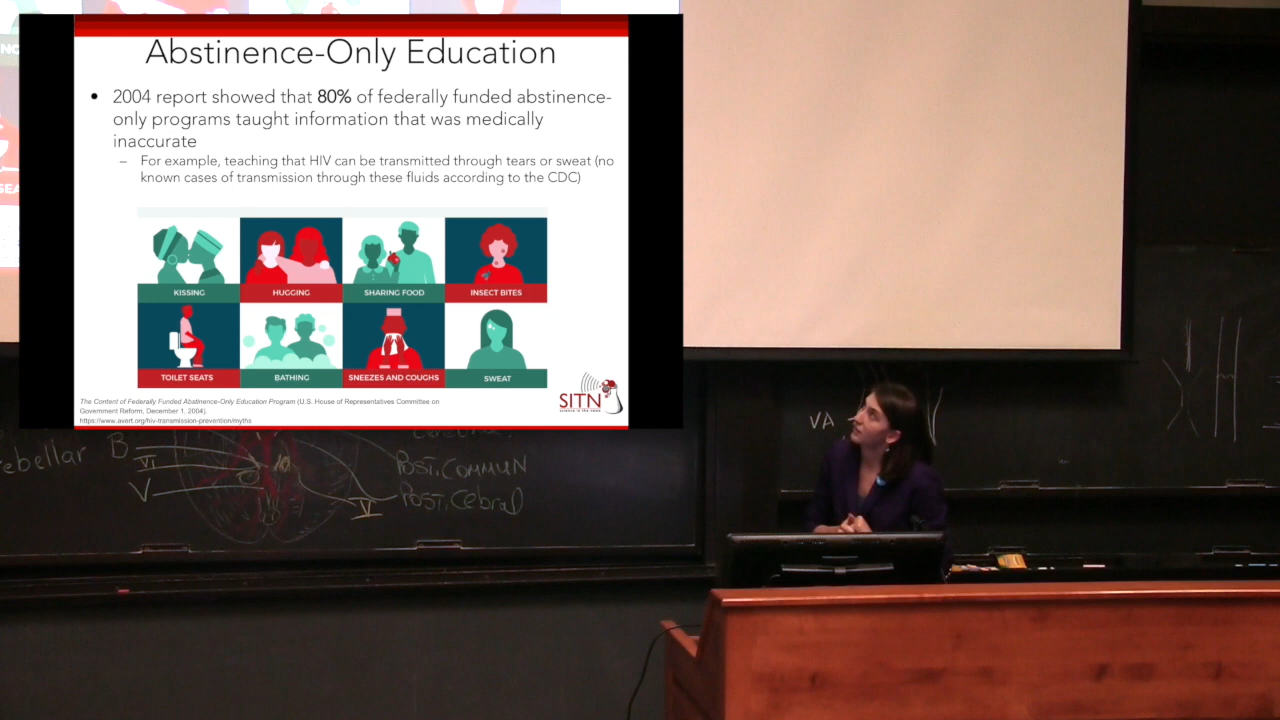 Abstinence-Only Education
• 2004 report showed that 80% of federally funded abstinence-
only programs taught information that was medically
inaccurate
– For example, teaching that HIV can be transmitted through tears or sweat (no
known cases of transmission through these fluids according to the CDC)
KISSING
HUGGING
SHARING FOOD
INSECT BITES
TOILET SEATS
BATHING
SNEEZES AND COUGHS
SWEAT
The Content of Federally Funded Abstinence-Only Education Program (U.S. House of Representatives Committee on
Government Reform, December 1, 2004).
https://www.avert.org/hiv-transmission-prevention/myths
SITN
science in the news
VA
ebellar
B
VI
V
V
POST. COMMUN
POST. Cebral